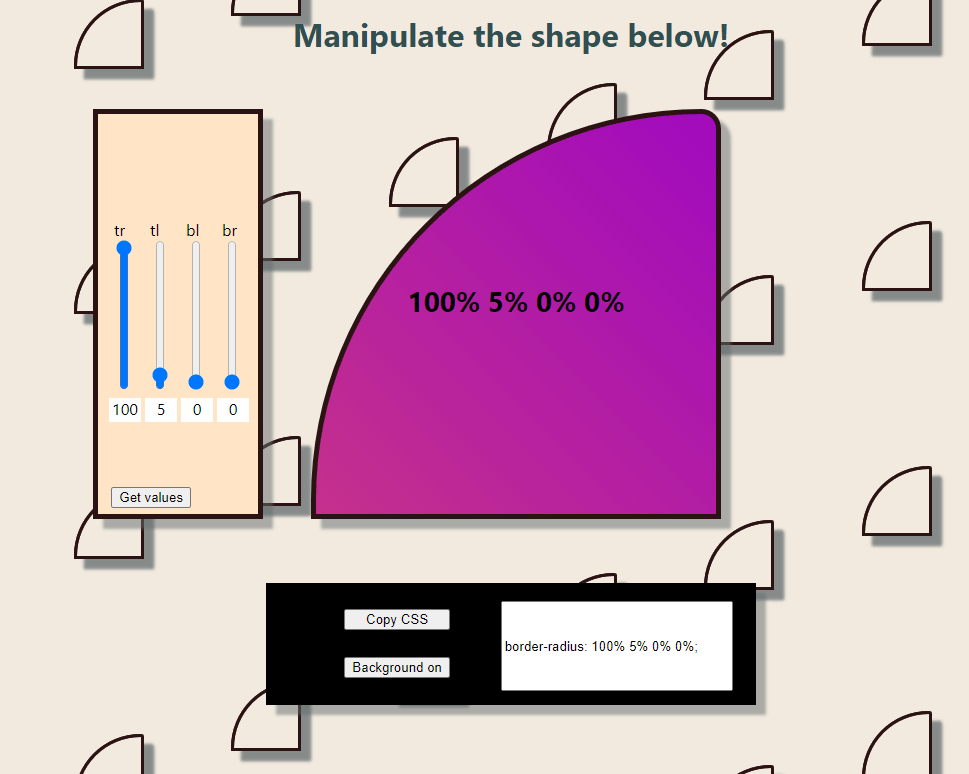 Manipulate the shape below!
tr tl bl br
100% 5% 0% 0%
100 5 0 0
Get values
Copy CSS
border-radius: 100% 5% 0% 0%;
Background on